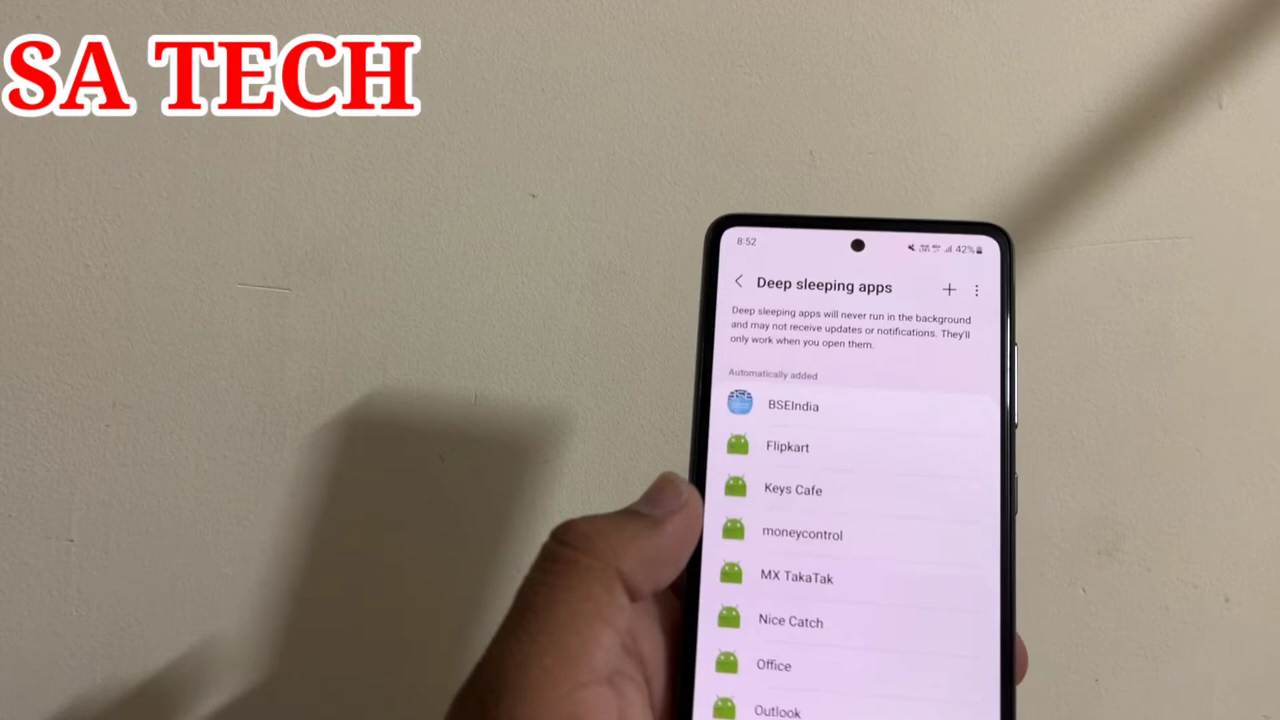 SA TECH
8:52
42%
Deep sleeping apps
Deep sleeping apps will never run in the background
and may not receive updates or notifications. They'll
only work when you open them.
Automatically added
BSEIndia
Flipkart
Keys Cafe
moneycontrol
MX TakaTak
Nice Catch
Office
Outlook